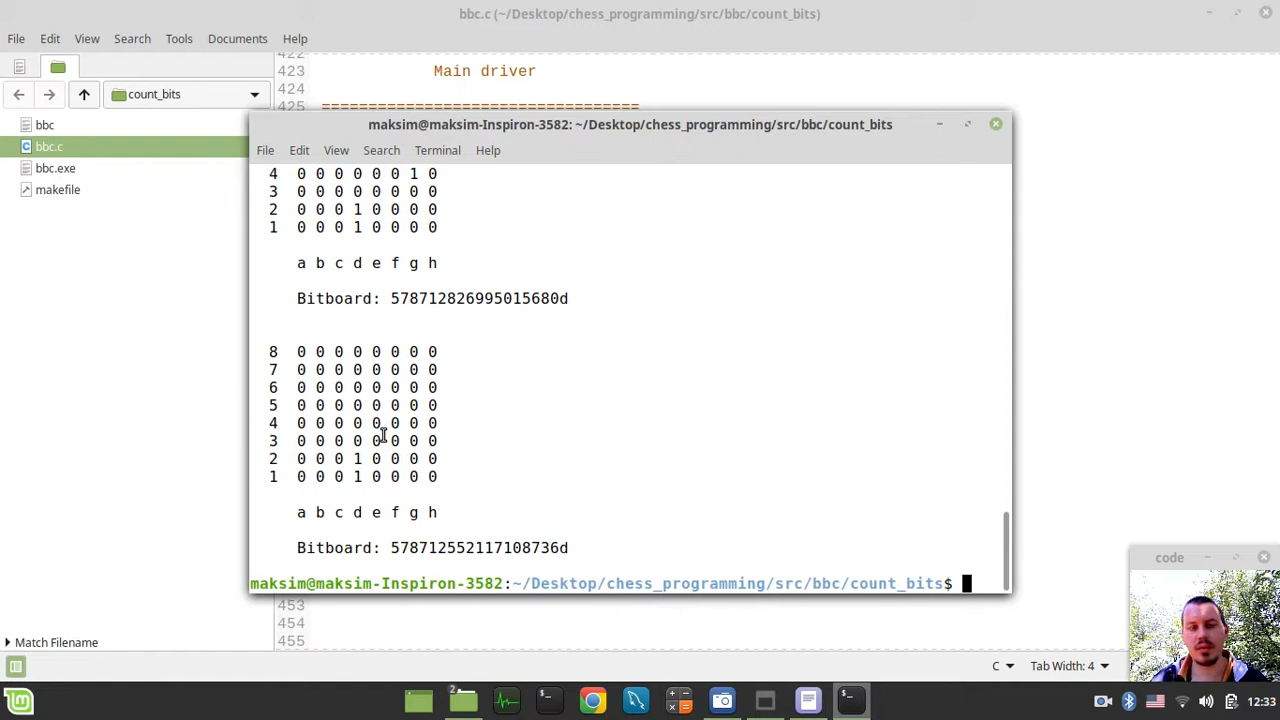 bbc.c (~/Desktop/chess_programming/src/bbc/count_bits)
File Edit View Search Tools Documents Help
count_bits
bbc
bbc.c
bbc.exe
makefile
Match Filename
422
423 Main driver
424
425 ==================================
maksim@maksim-Inspiron-3582: ~/Desktop/chess_programming/src/bbc/count_bits
File Edit View Search Terminal Help
4 0 0 0 0 0 0 1 0
3 0 0 0 0 0 0 0 0
2 0 0 0 1 0 0 0 0
1 0 0 0 1 0 0 0 0
a b c d e f g h
Bitboard: 578712826995015680d
8 0 0 0 0 0 0 0 0
7 0 0 0 0 0 0 0 0
6 0 0 0 0 0 0 0 0
5 0 0 0 0 0 0 0 0
4 0 0 0 0 0 0 0 0
3 0 0 0 0 0 0 0 0
2 0 0 0 1 0 0 0 0
1 0 0 0 1 0 0 0 0
a b c d e f g h
Bitboard: 578712552117108736d
maksim@maksim-Inspiron-3582:~/Desktop/chess_programming/src/bbc/count_bits$
453
454
455
C Tab Width: 4
code
2
12:33